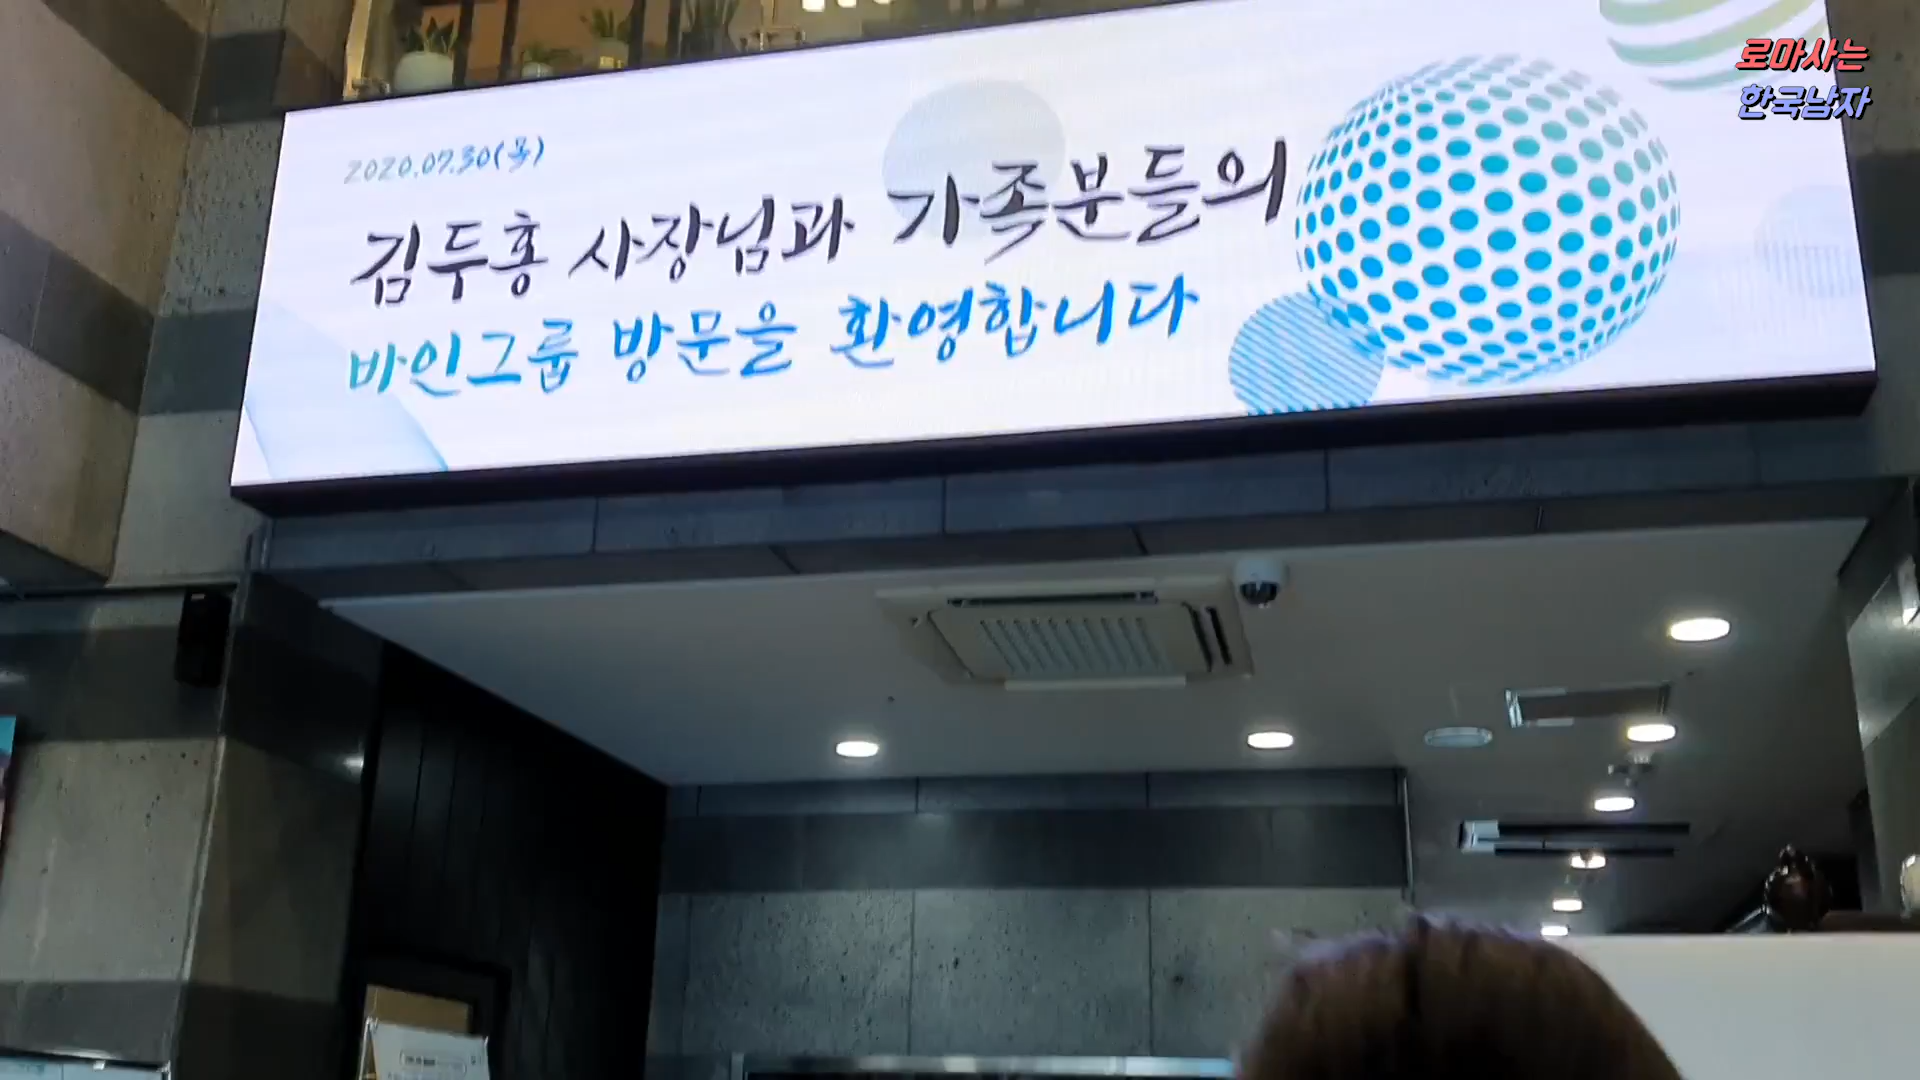 로마사는
한국남자
2020.07.30(목)
김두홍 사장님과 가족분들의
바인그룹 방문을 환영합니다